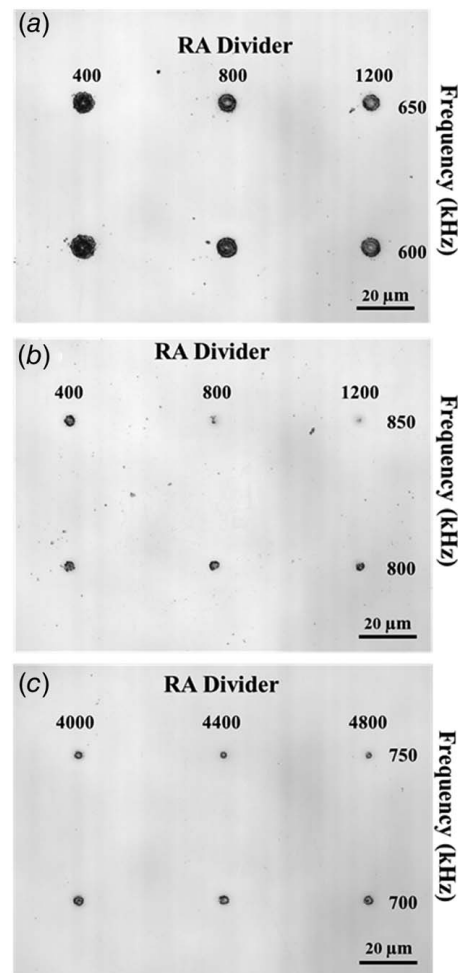 (a)
RA Divider
400 800 1200
650
600
Frequency (kHz)
20 µm
(b)
RA Divider
400 800 1200
850
800
Frequency (kHz)
20 µm
(c)
RA Divider
4000 4400 4800
750
700
Frequency (kHz)
20 µm